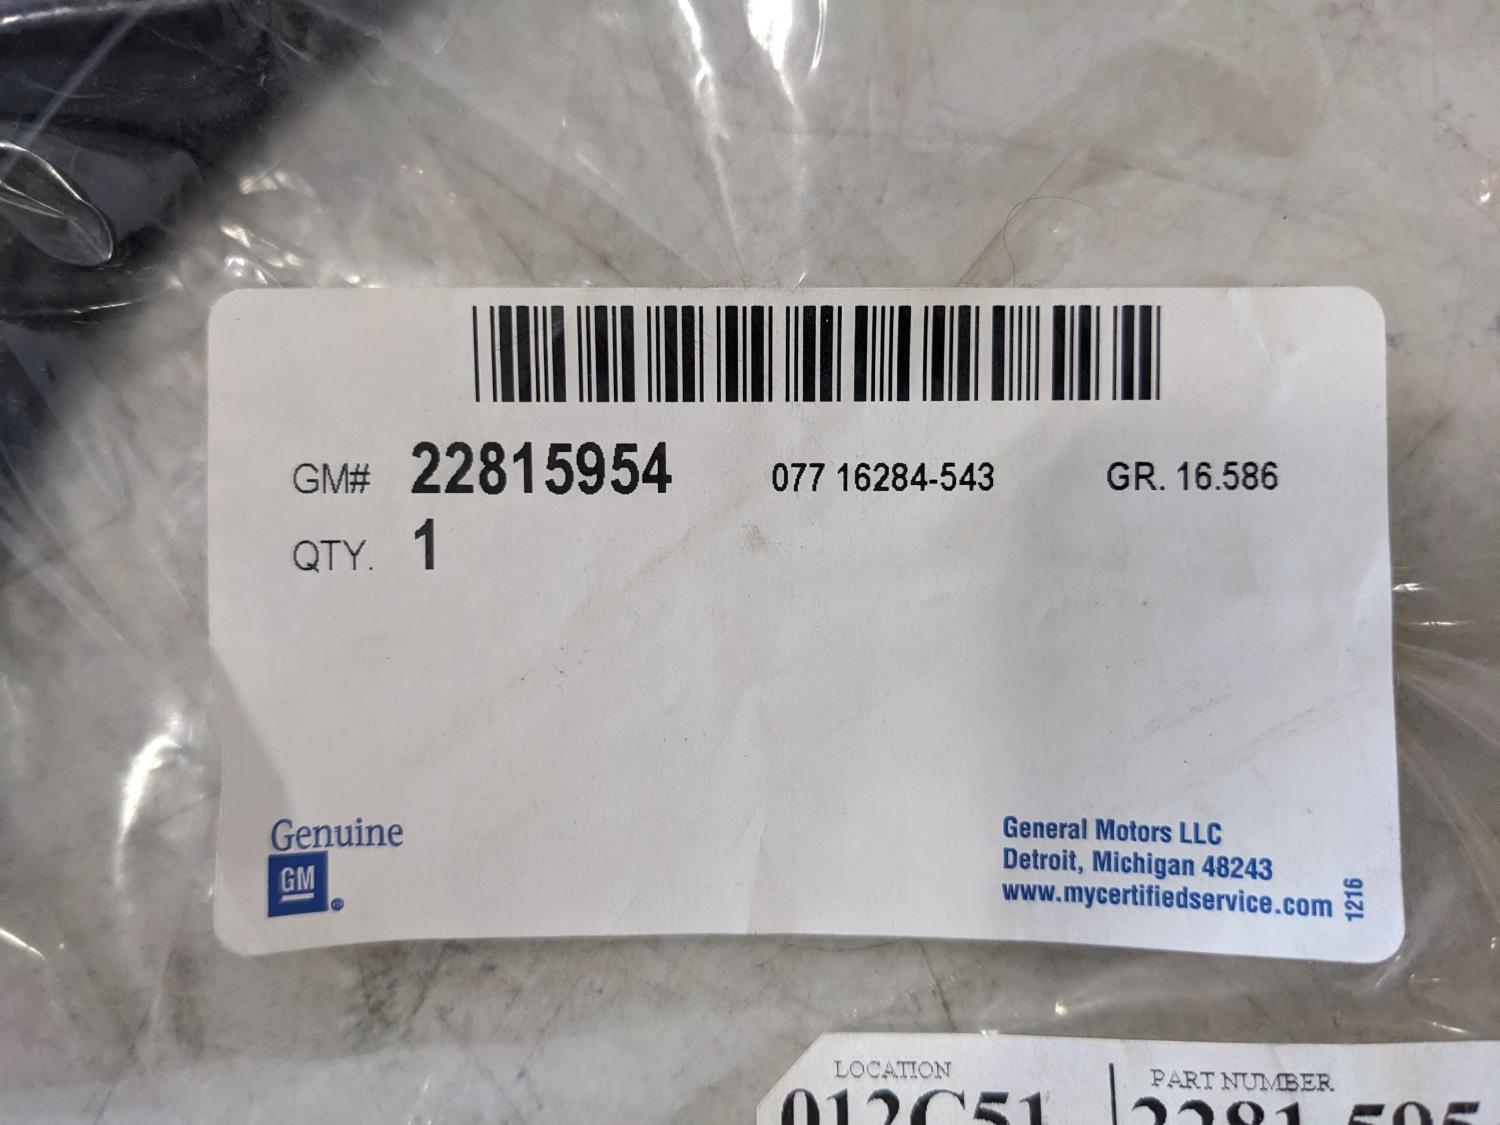 GM# 22815954 077 16284-543 GR. 16.586
QTY. 1
Genuine
GM®
General Motors LLC
Detroit, Michigan 48243
www.mycertifiedservice.com
1216
LOCATION PART NUMBER
012C51